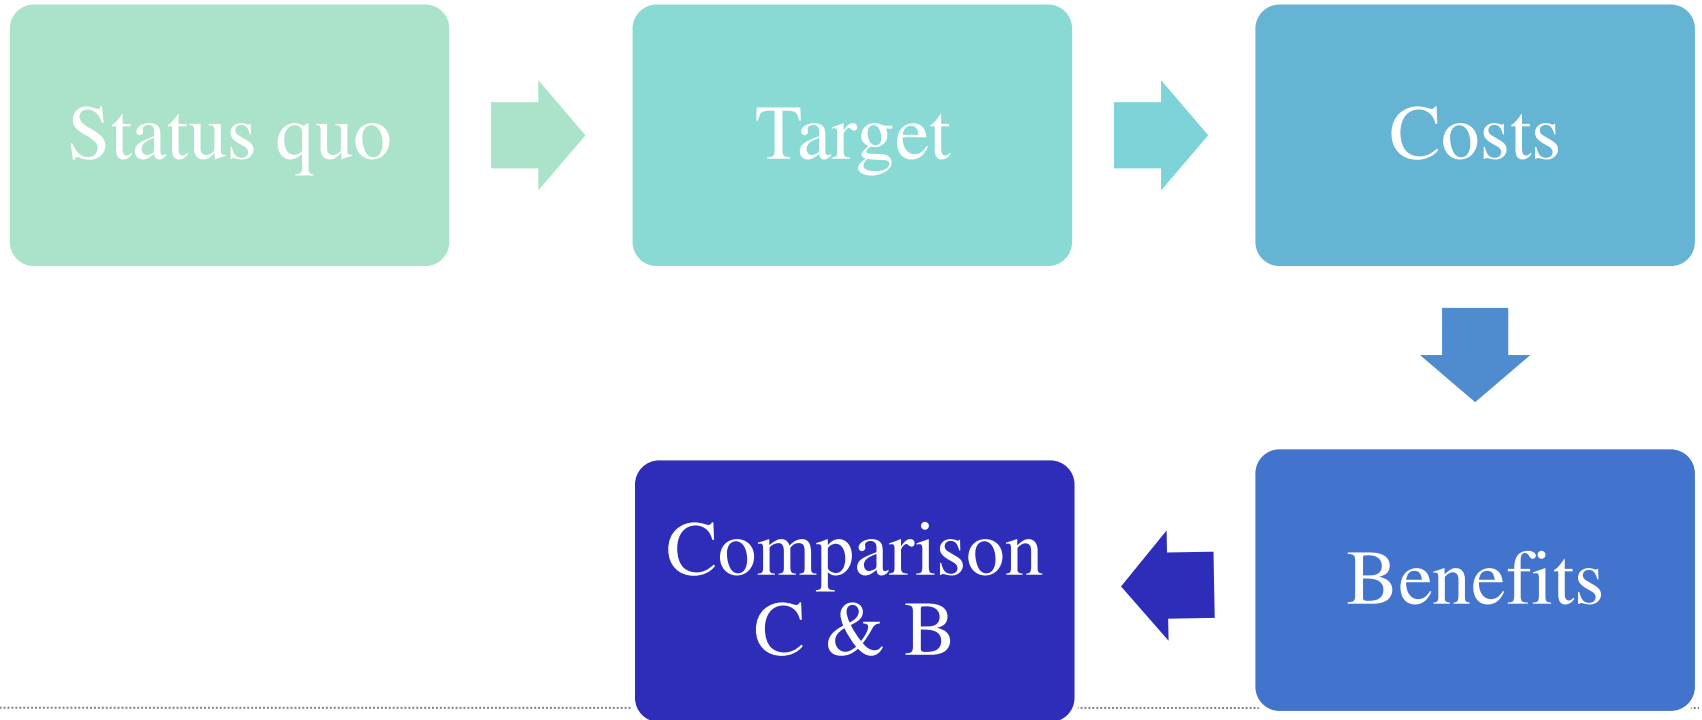 Status quo
Target
Costs
Benefits
Comparison
C & B